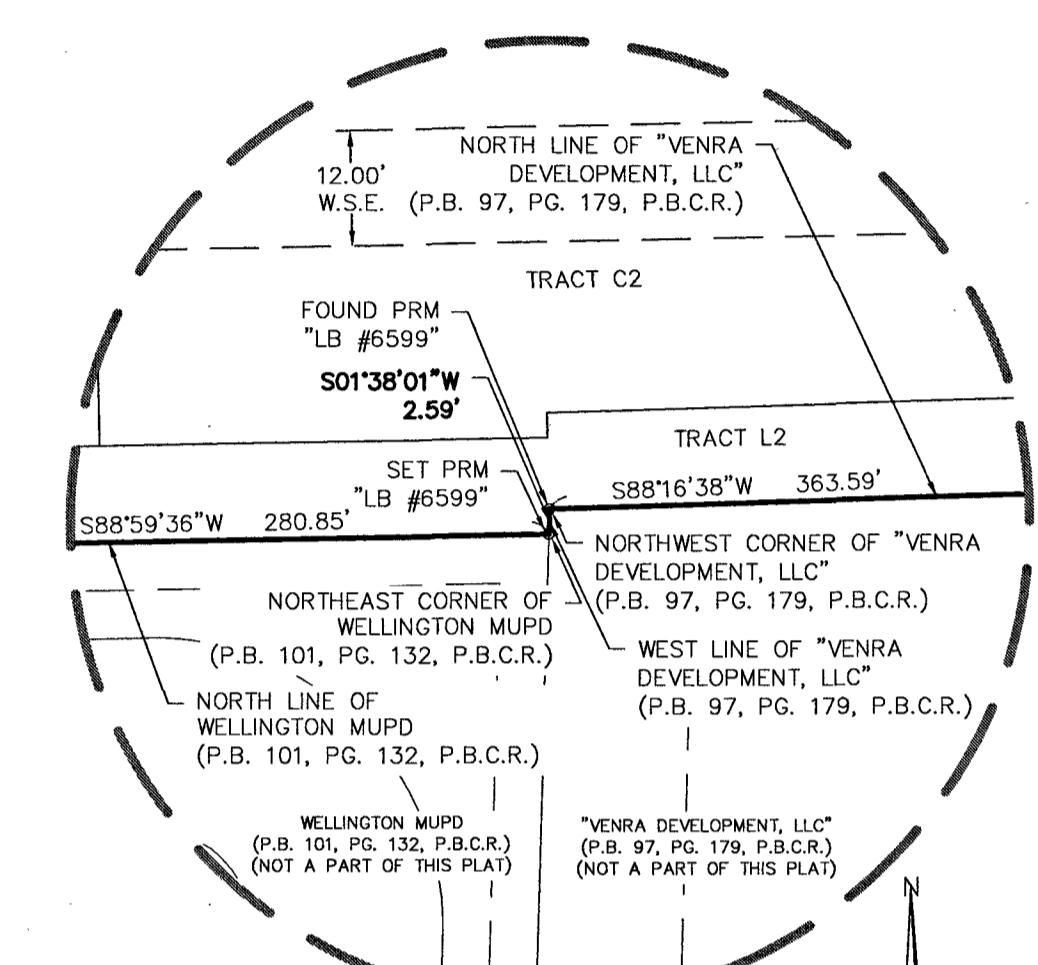 NORTH LINE OF "VENRA
DEVELOPMENT, LLC"
(P.B. 97, PG. 179, P.B.C.R.)
12.00'
W.S.E.
TRACT C2
FOUND PRM
"LB #6599"
S01°38'01"W
2.59'
TRACT L2
SET PRM
"LB #6599"
S88°16'38"W 363.59'
S88°59'36"W 280.85'
NORTHWEST CORNER OF "VENRA
DEVELOPMENT, LLC"
(P.B. 97, PG. 179, P.B.C.R.)
NORTHEAST CORNER OF
WELLINGTON MUPD
(P.B. 101, PG. 132, P.B.C.R.)
WEST LINE OF "VENRA
DEVELOPMENT, LLC"
(P.B. 97, PG. 179, P.B.C.R.)
NORTH LINE OF
WELLINGTON MUPD
(P.B. 101, PG. 132, P.B.C.R.)
WELLINGTON MUPD
(P.B. 101, PG. 132, P.B.C.R.)
(NOT A PART OF THIS PLAT)
"VENRA DEVELOPMENT, LLC"
(P.B. 97, PG. 179, P.B.C.R.)
(NOT A PART OF THIS PLAT)
N